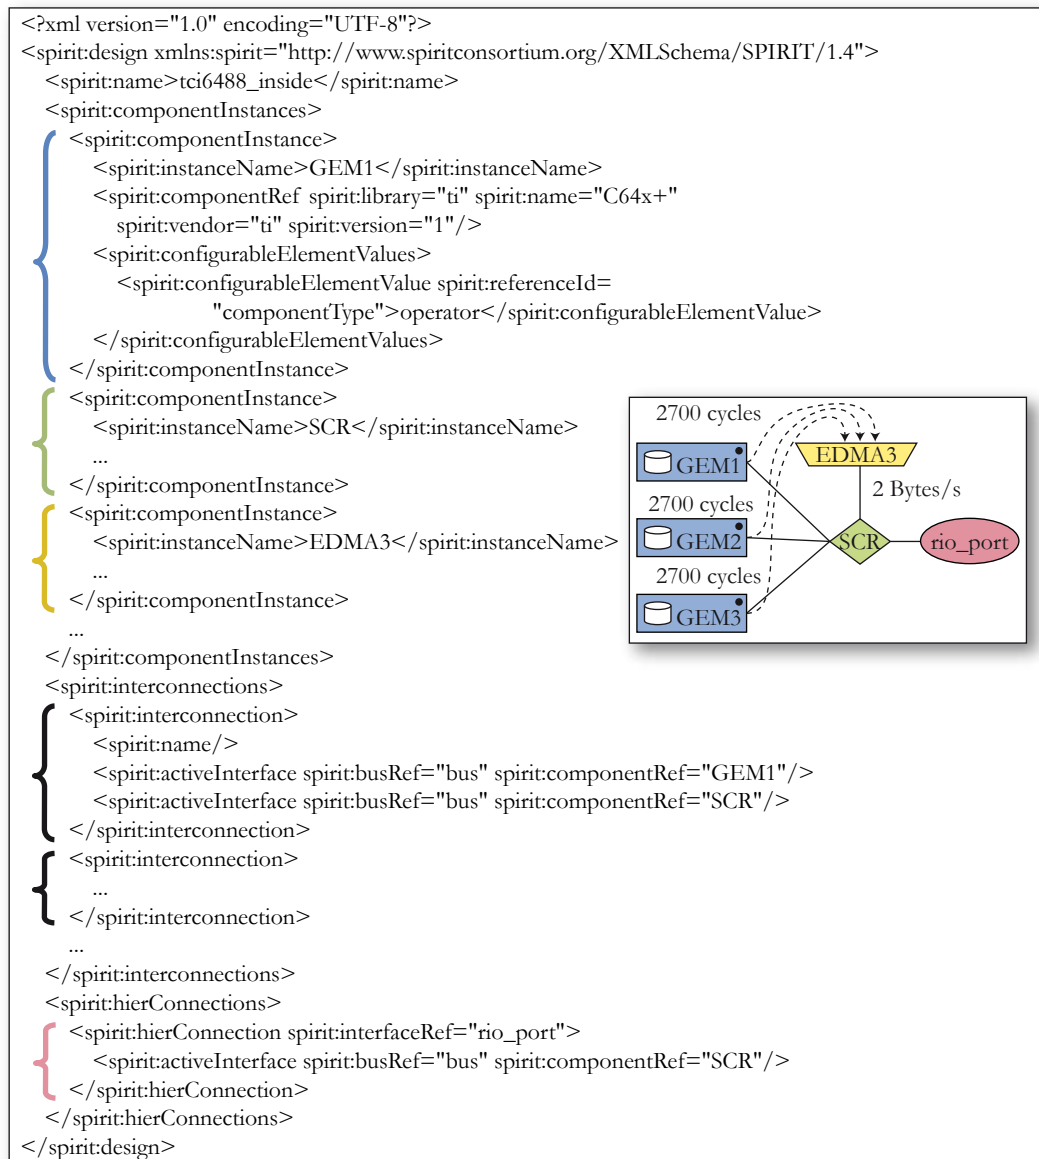 <?xml version="1.0" encoding="UTF-8"?>
<spirit:design xmlns:spirit="http://www.spiritconsortium.org/XMLSchema/SPIRIT/1.4">
<spirit:name>tci6488_inside</spirit:name>
<spirit:componentInstances>
<spirit:componentInstance>
<spirit:instanceName>GEM1</spirit:instanceName>
<spirit:componentRef spirit:library="ti" spirit:name="C64x+"
spirit:vendor="ti" spirit:version="1"/>
<spirit:configurableElementValues>
<spirit:configurableElementValue spirit:referenceId=
"componentType">operator</spirit:configurableElementValue>
</spirit:configurableElementValues>
</spirit:componentInstance>
<spirit:componentInstance>
<spirit:instanceName>SCR</spirit:instanceName>
...
</spirit:componentInstance>
<spirit:componentInstance>
<spirit:instanceName>EDMA3</spirit:instanceName>
...
</spirit:componentInstance>
...
</spirit:componentInstances>
<spirit:interconnections>
<spirit:interconnection>
<spirit:name/>
<spirit:activeInterface spirit:busRef="bus" spirit:componentRef="GEM1"/>
<spirit:activeInterface spirit:busRef="bus" spirit:componentRef="SCR"/>
</spirit:interconnection>
<spirit:interconnection>
...
</spirit:interconnection>
...
</spirit:interconnections>
<spirit:hierConnections>
<spirit:hierConnection spirit:interfaceRef="rio_port">
<spirit:activeInterface spirit:busRef="bus" spirit:componentRef="SCR"/>
</spirit:hierConnection>
</spirit:hierConnections>
</spirit:design>
2700 cycles
GEM1
EDMA3
2 Bytes/s
2700 cycles
GEM2
SCR
rio_port
2700 cycles
GEM3